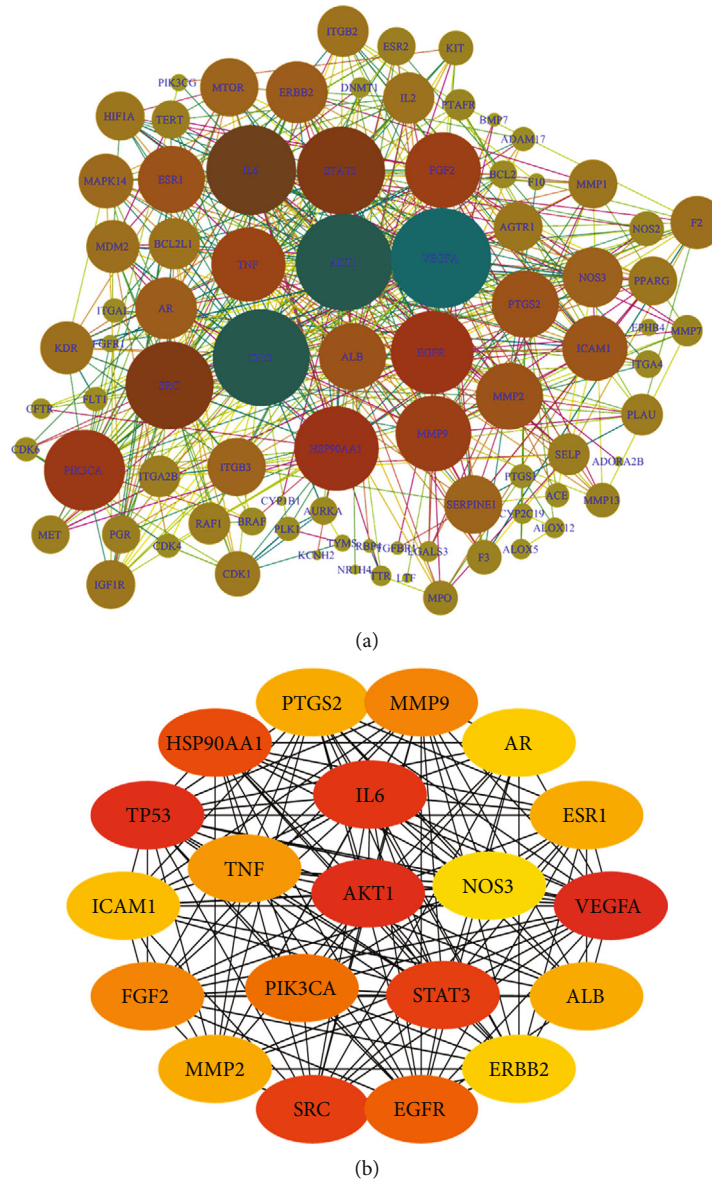 ITGB2
ESR2
KIT
PIK3CG
MTOR
ERBB2
DNMT1
IL2
PTAFR
HIF1A
TERT
BMP7
ADAM17
IL6
STAT3
FGF2
BCL2
F10
MAPK14
ESR1
MMP1
AGTR1
NOS2
F2
MDM2
BCL2L1
TNF
AKT1
VEGFA
NOS3
PPARG
ITGA1
AR
PTGS2
EPHB4
MMP7
KDR
FGFR1
TP53
ALB
EGFR
ICAM1
ITGA4
SRC
FLT1
CFTR
MMP2
PLAU
CDK6
PIK3CA
ITGA2B
ITGB3
HSP90AA1
MMP9
SELP
ADORA2B
PTGS1
CYP1B1
AURKA
SERPINE1
ACE
MMP13
MET
PGR
RAF1
BRAF
PLK1
CYP2C19
ALOX12
CDK4
TYMS
KCNH2
RBP4
TGFBR1
LGALS3
F3
ALOX5
IGF1R
CDK1
NR1H4
TTR
LTF
MPO
(a)
PTGS2
MMP9
HSP90AA1
AR
IL6
TP53
ESR1
TNF
AKT1
NOS3
ICAM1
VEGFA
FGF2
PIK3CA
STAT3
ALB
MMP2
ERBB2
SRC
EGFR
(b)